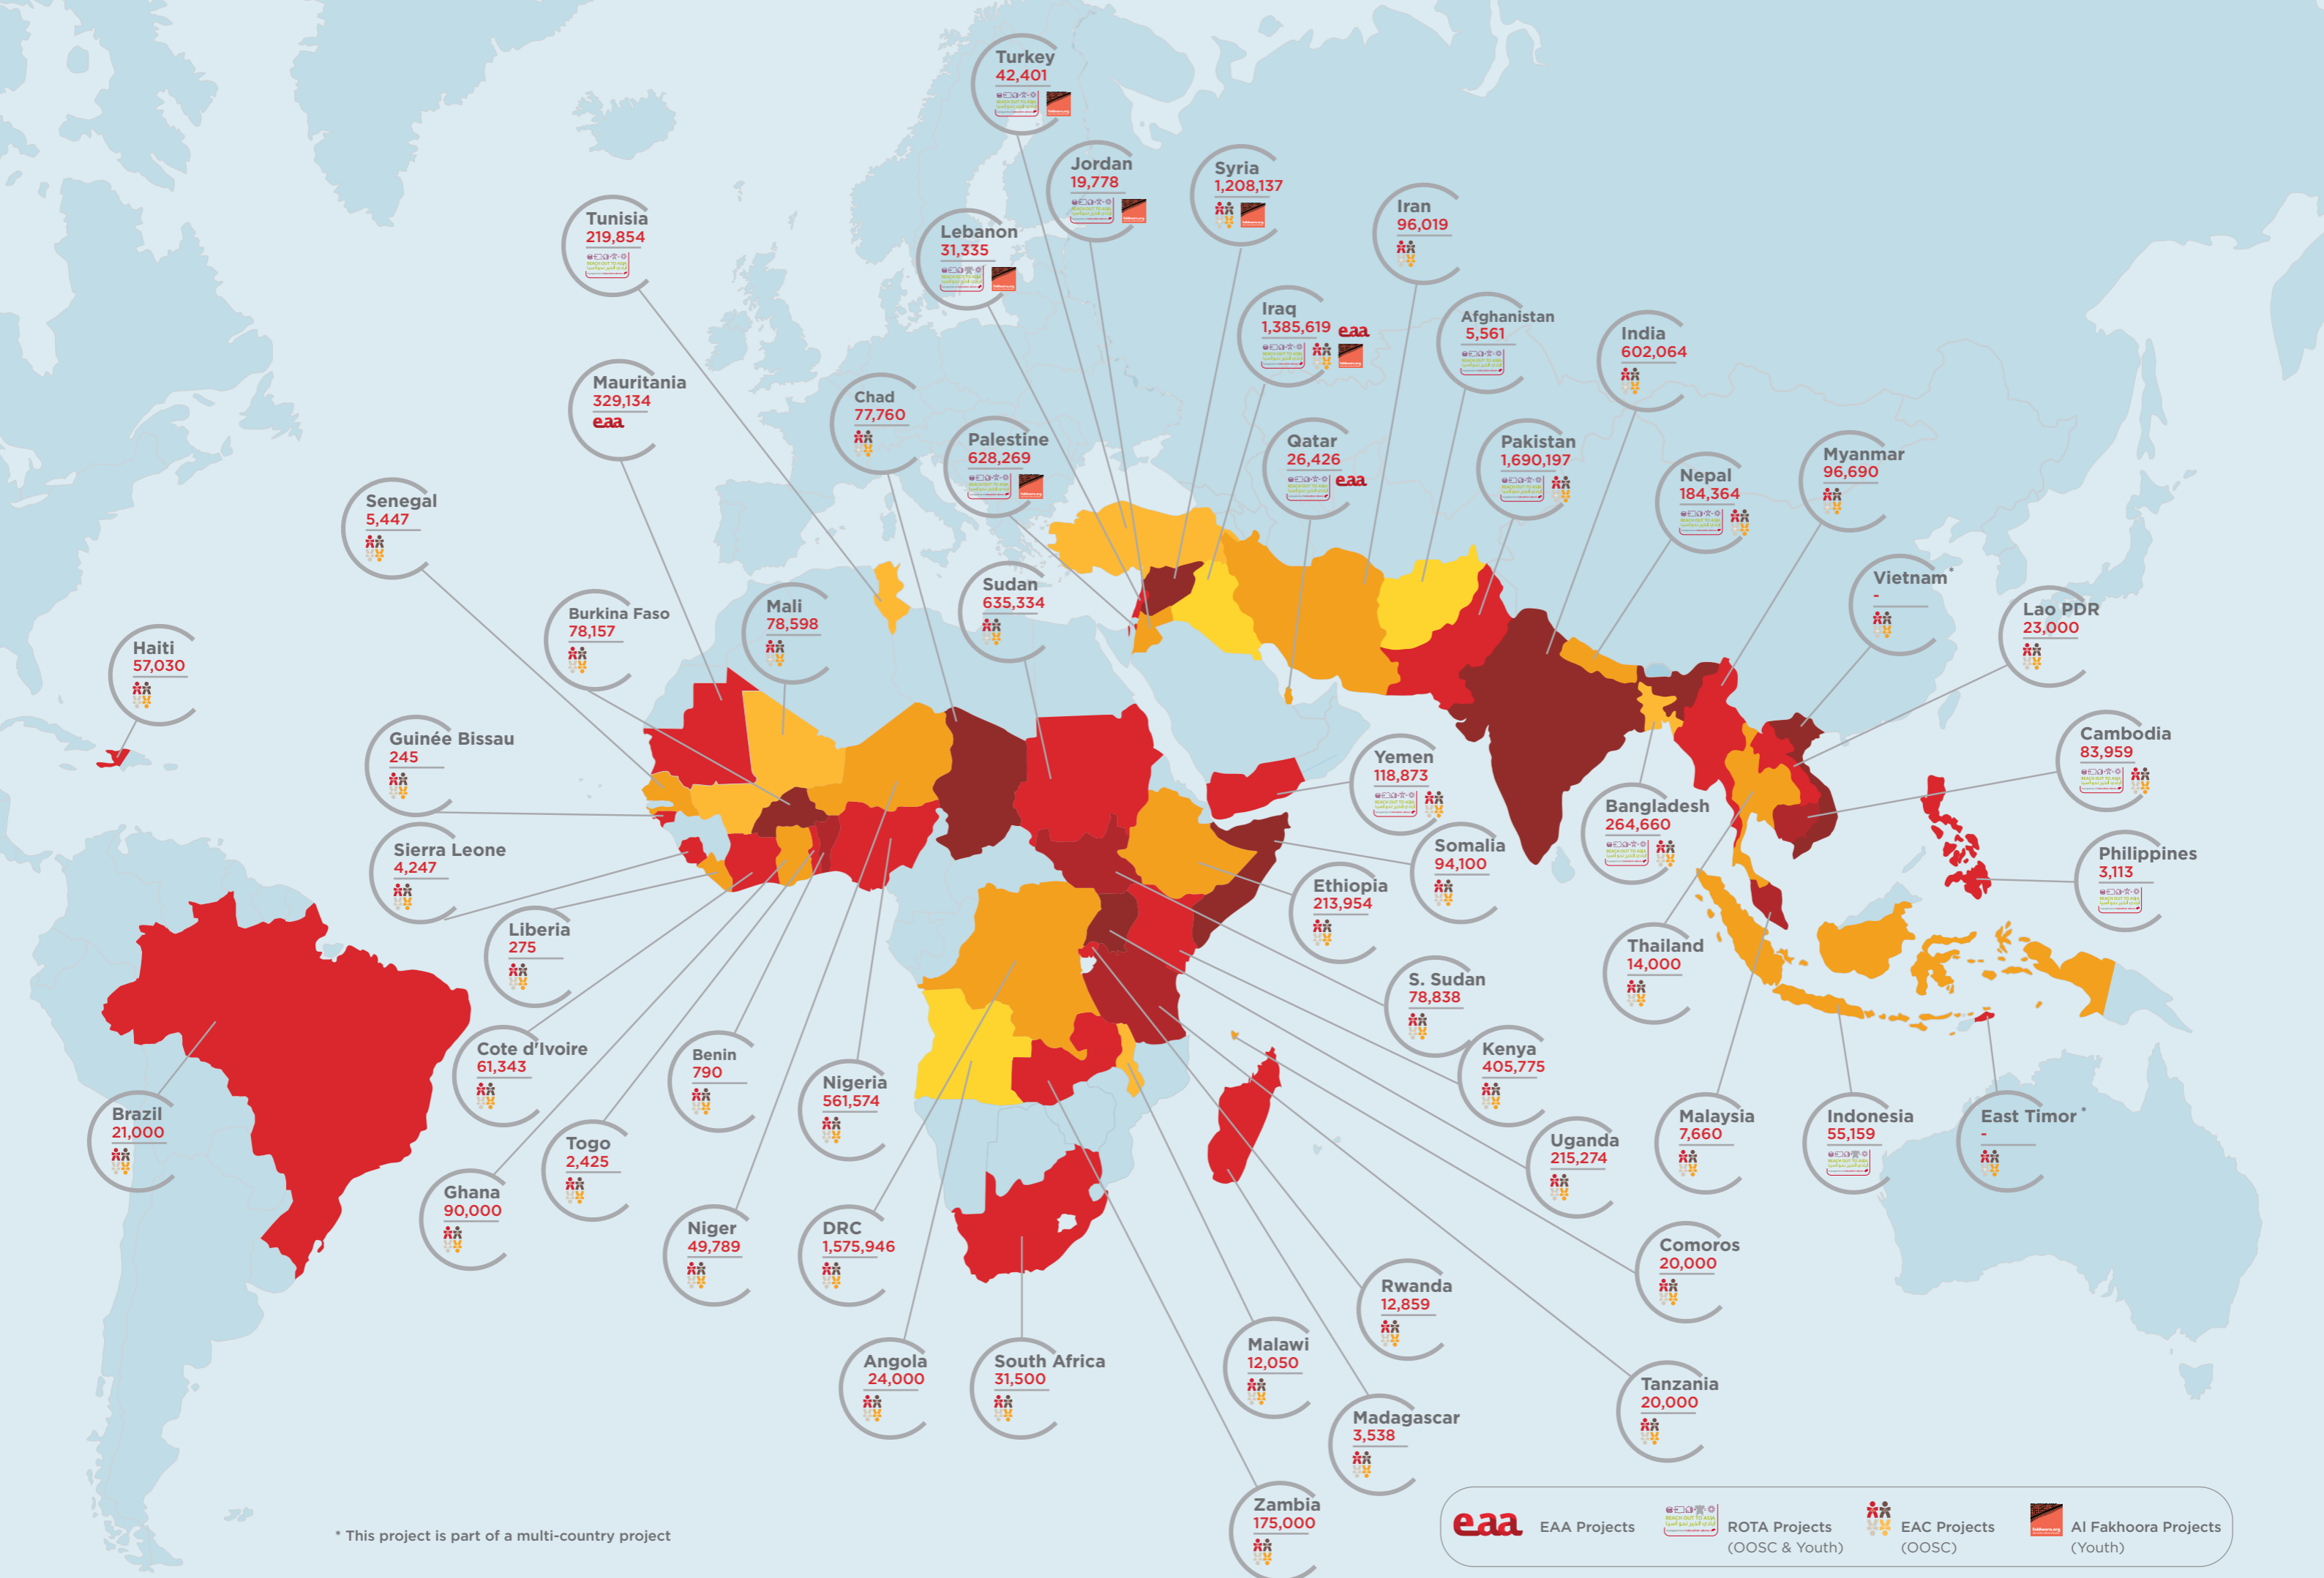 Turkey
42,401
Jordan
19,778
Syria
1,208,137
Iran
96,019
Tunisia
219,854
Lebanon
31,335
Iraq
1,385,619
eaa
Afghanistan
5,561
India
602,064
Mauritania
329,134
eaa
Chad
77,760
Palestine
628,269
Qatar
26,426
eaa
Pakistan
1,690,197
Nepal
184,364
Myanmar
96,690
Senegal
5,447
Vietnam*
-
Lao PDR
23,000
Burkina Faso
78,157
Mali
78,598
Sudan
635,334
Haiti
57,030
Guinée Bissau
245
Yemen
118,873
Cambodia
83,959
Bangladesh
264,660
Sierra Leone
4,247
Somalia
94,100
Philippines
3,113
Ethiopia
213,954
Liberia
275
Thailand
14,000
S. Sudan
78,838
Cote d'Ivoire
61,343
Benin
790
Nigeria
561,574
Kenya
405,775
Brazil
21,000
Togo
2,425
Uganda
215,274
Malaysia
7,660
Indonesia
55,159
East Timor *
-
Ghana
90,000
Niger
49,789
DRC
1,575,946
Comoros
20,000
Rwanda
12,859
Angola
24,000
South Africa
31,500
Malawi
12,050
Madagascar
3,538
Tanzania
20,000
Zambia
175,000
* This project is part of a multi-country project
eaa
EAA Projects
REACH OUT TO ASIA
ROTA Projects
(OOSC & Youth)
EAC Projects
(OOSC)
Al Fakhoora Projects
(Youth)